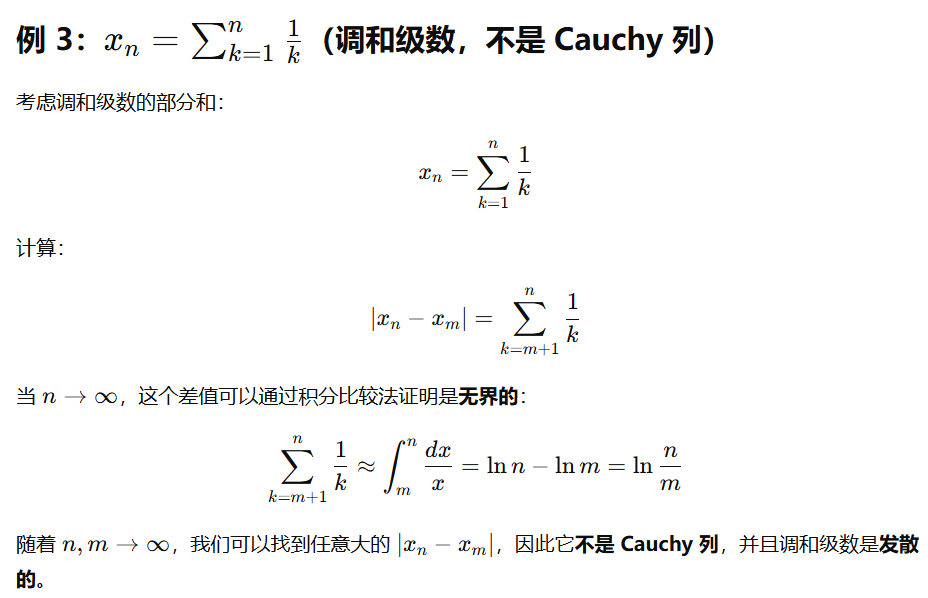 例 3：$x_n = \sum_{k=1}^{n} \frac{1}{k}$（调和级数，不是 Cauchy 列）
考虑调和级数的部分和：
$$x_n = \sum_{k=1}^{n} \frac{1}{k}$$
计算：
$$|x_n - x_m| = \sum_{k=m+1}^{n} \frac{1}{k}$$
当 $n \to \infty$，这个差值可以通过积分比较法证明是无界的：
$$\sum_{k=m+1}^{n} \frac{1}{k} \approx \int_{m}^{n} \frac{dx}{x} = \ln n - \ln m = \ln \frac{n}{m}$$
随着 $n, m \to \infty$，我们可以找到任意大的 $|x_n - x_m|$，因此它不是 Cauchy 列，并且调和级数是发散
的。